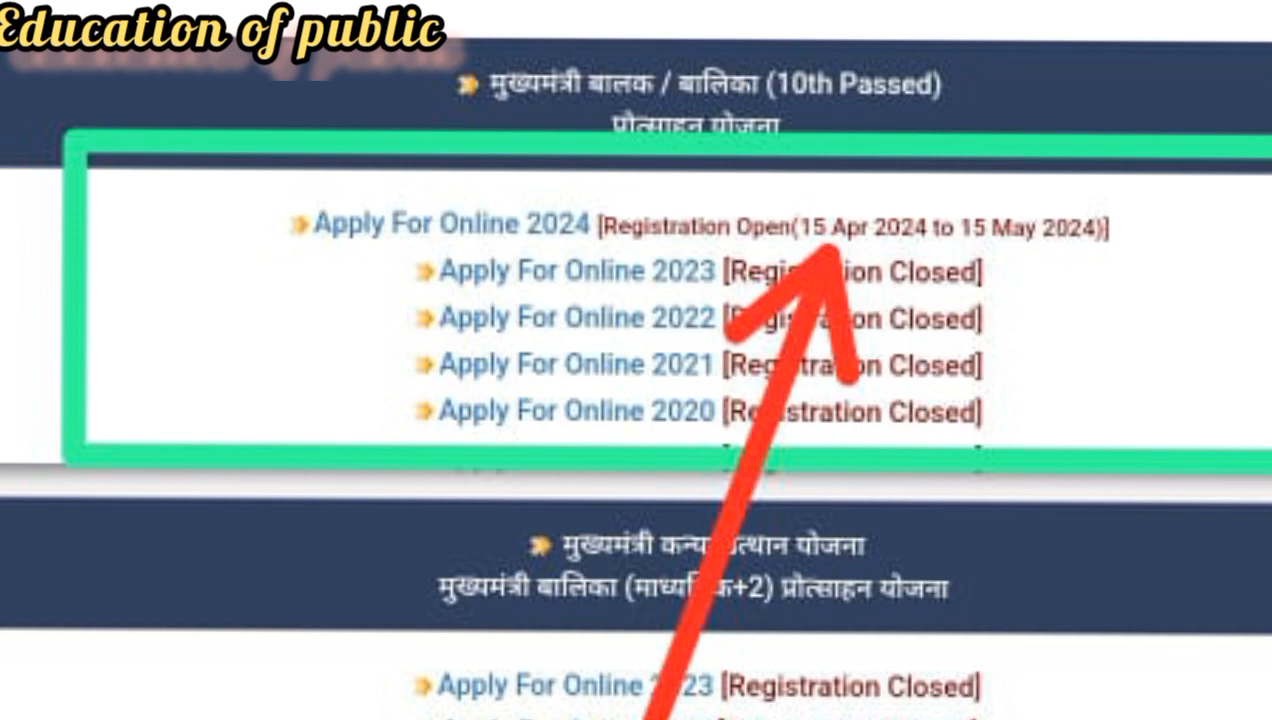 Education of public
मुख्यमंत्री बालक / बालिका (10th Passed)
प्रोत्साहन योजना
Apply For Online 2024 [Registration Open(15 Apr 2024 to 15 May 2024)]
Apply For Online 2023 [Registration Closed]
Apply For Online 2022 [Registration Closed]
Apply For Online 2021 [Registration Closed]
Apply For Online 2020 [Registration Closed]
मुख्यमंत्री कन्या उत्थान योजना
मुख्यमंत्री बालिका (माध्यमिक+2) प्रोत्साहन योजना
Apply For Online 2023 [Registration Closed]